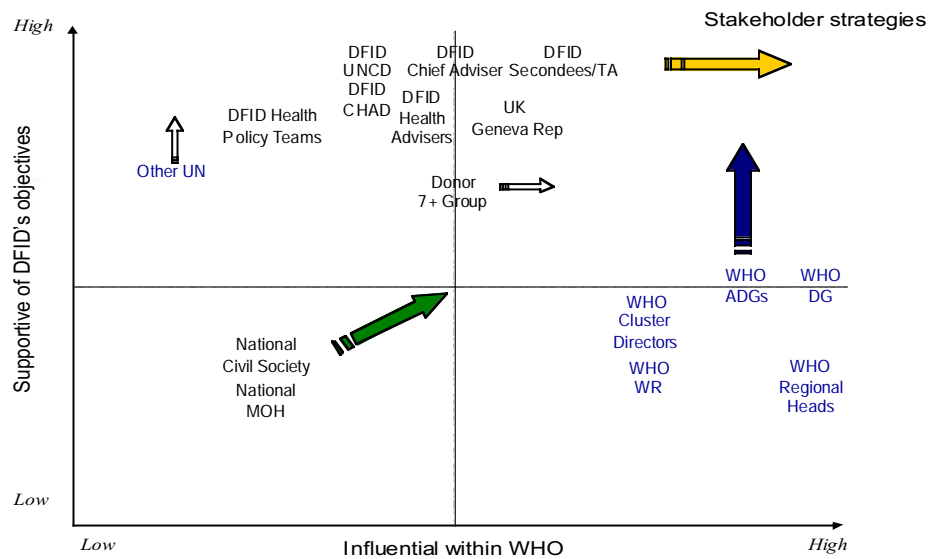 Stakeholder strategies
High
DFID
UNCD
DFID
CHAD
DFID
Chief Adviser
DFID
Secondees/TA
DFID Health
Policy Teams
DFID
Health
Advisers
UK
Geneva Rep
Other UN
Donor
7+ Group
Supportive of DFID's objectives
WHO
ADGs
WHO
DG
WHO
Cluster
Directors
National
Civil Society
National
MOH
WHO
WR
WHO
Regional
Heads
Low
Low
Influential within WHO
High